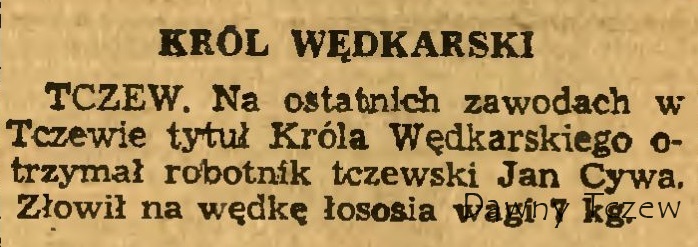 KRÓL WĘDKARSKI
TCZEW. Na ostatnich zawodach w
Tczewie tytuł Króla Wędkarskiego o-
trzymał robotnik tczewski Jan Cywa.
Złowił na wędkę łososia wagi 7 kg.
Dawny Tczew